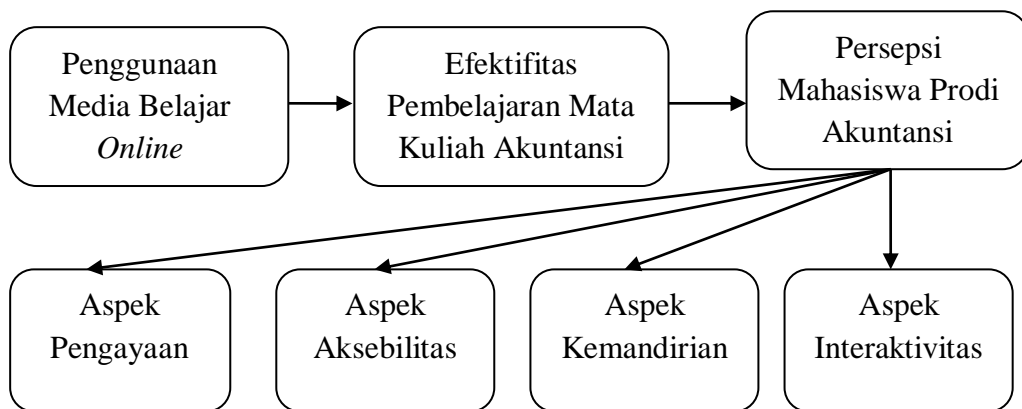 Penggunaan
Media Belajar
Online
Efektifitas
Pembelajaran Mata
Kuliah Akuntansi
Persepsi
Mahasiswa Prodi
Akuntansi
Aspek
Pengayaan
Aspek
Aksebilitas
Aspek
Kemandirian
Aspek
Interaktivitas